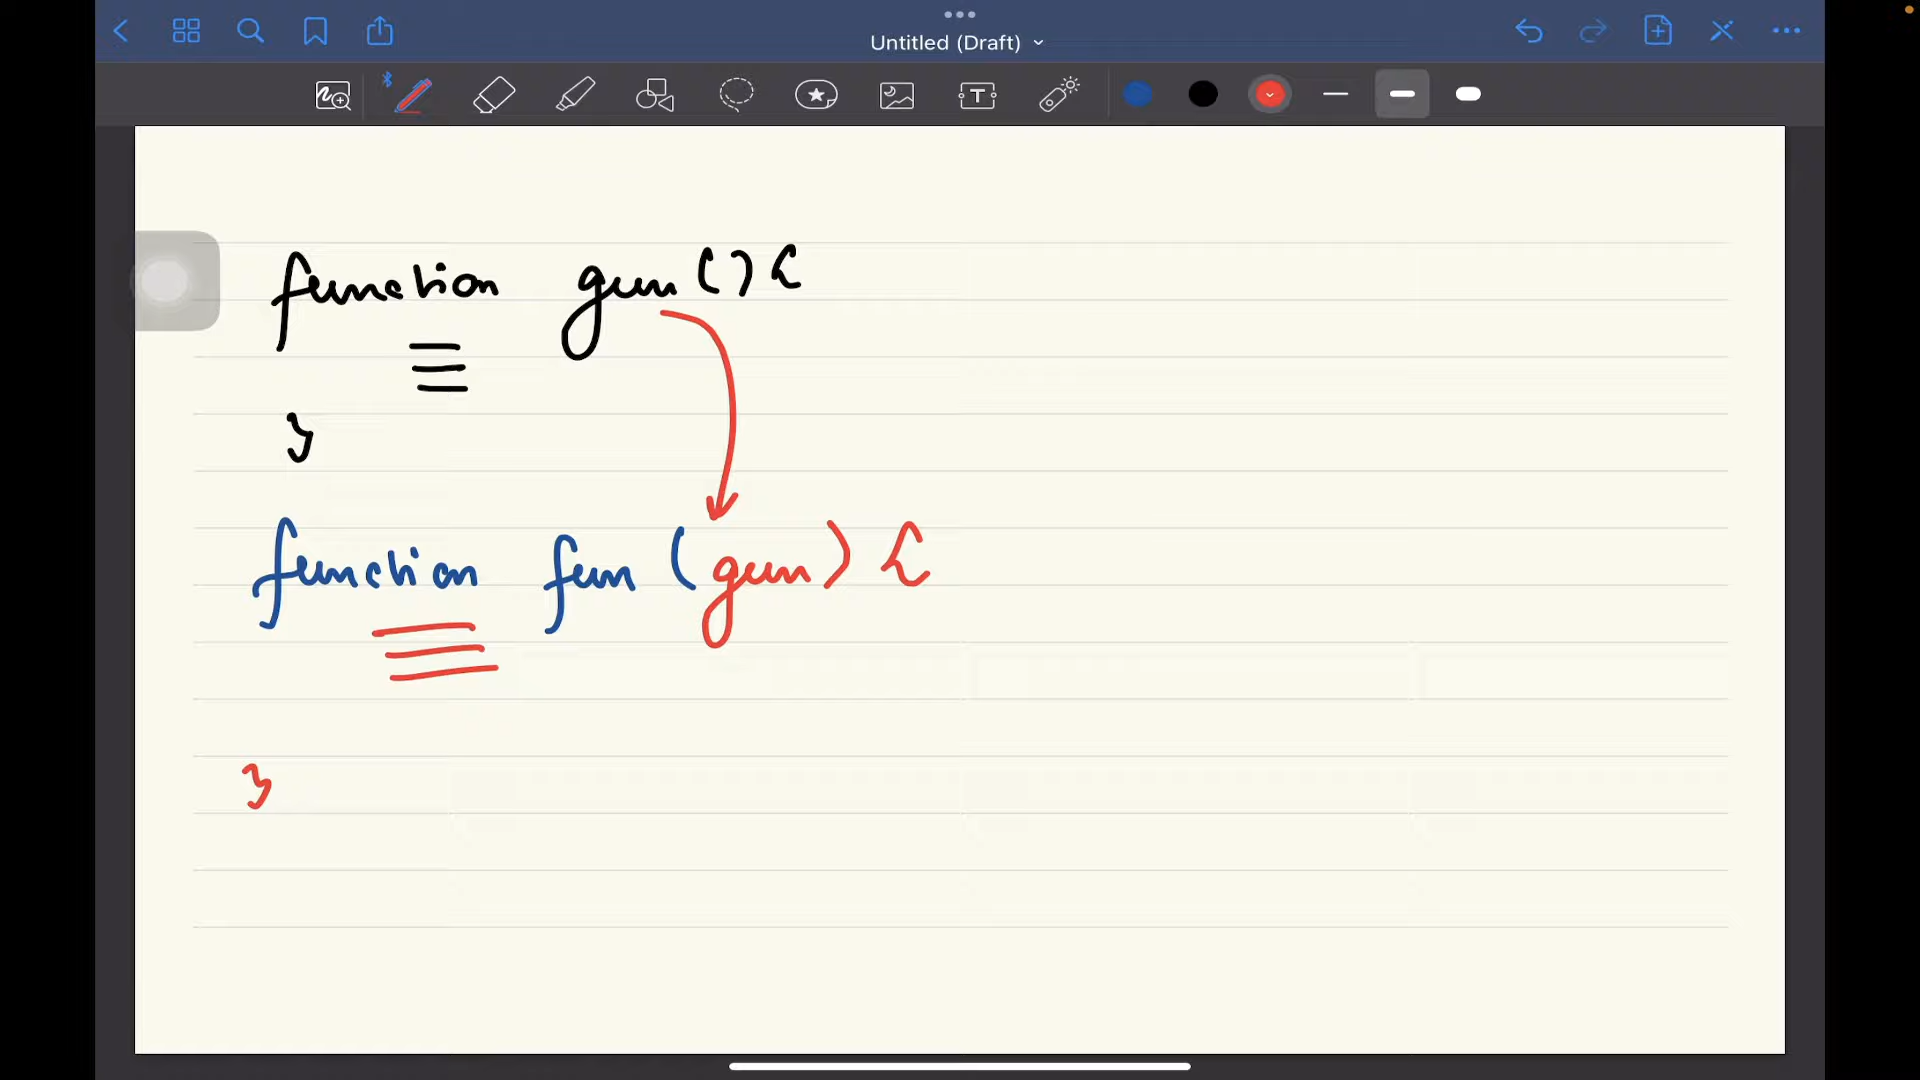 Untitled (Draft)
T
function gun() {
}
function fun (gun) {
}